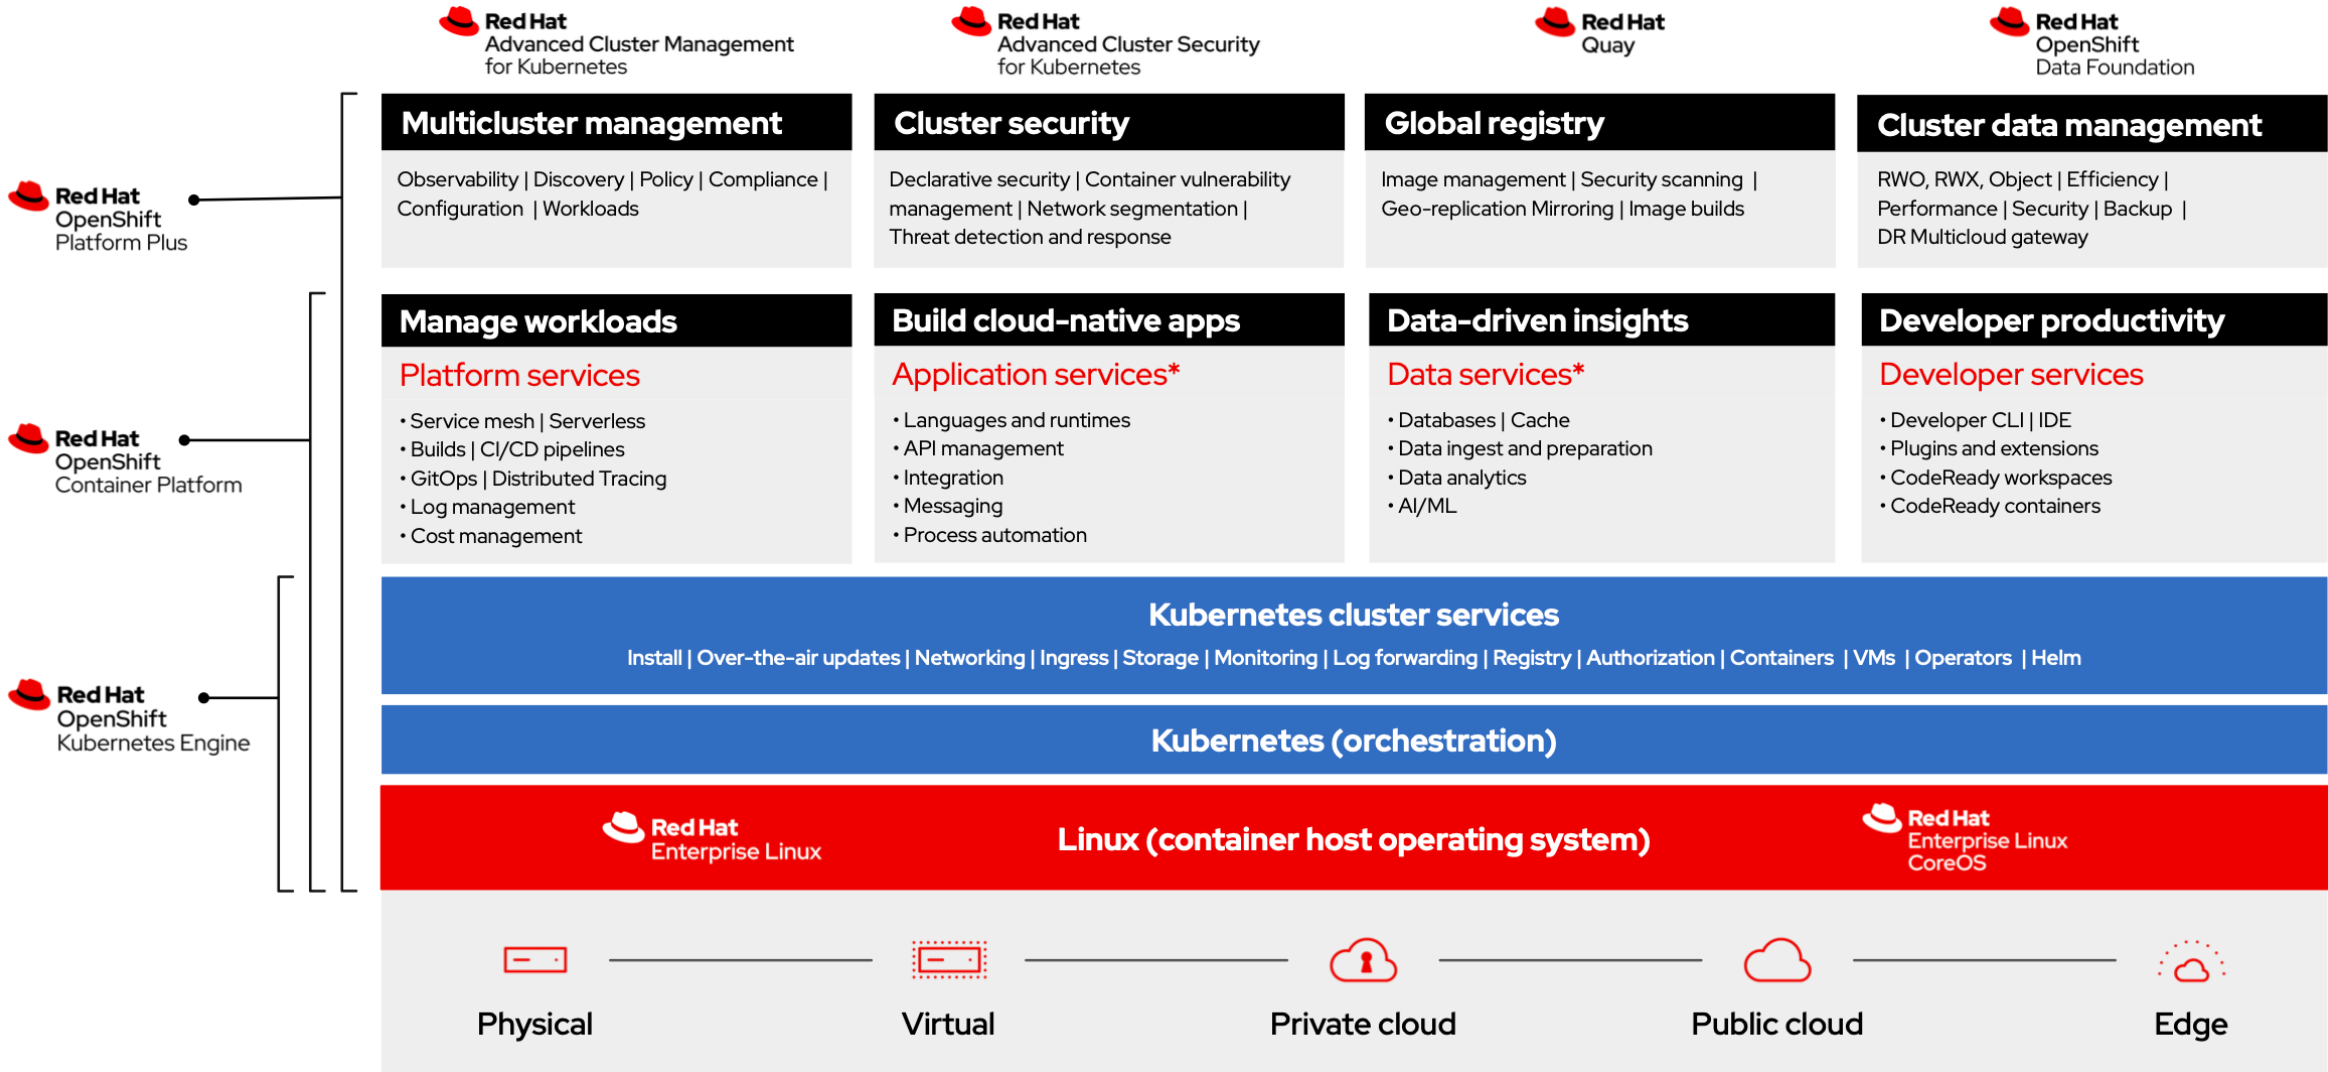 Red Hat
Advanced Cluster Management
for Kubernetes
Red Hat
Advanced Cluster Security
for Kubernetes
Red Hat
Quay
Red Hat
OpenShift
Data Foundation
Red Hat
OpenShift
Platform Plus
Multicluster management
Observability | Discovery | Policy | Compliance |
Configuration | Workloads
Cluster security
Declarative security | Container vulnerability
management | Network segmentation |
Threat detection and response
Global registry
Image management | Security scanning |
Geo-replication Mirroring | Image builds
Cluster data management
RWO, RWX, Object | Efficiency |
Performance | Security | Backup |
DR Multicloud gateway
Red Hat
OpenShift
Container Platform
Manage workloads
Platform services
• Service mesh | Serverless
• Builds | CI/CD pipelines
• GitOps | Distributed Tracing
• Log management
• Cost management
Build cloud-native apps
Application services*
• Languages and runtimes
• API management
• Integration
• Messaging
• Process automation
Data-driven insights
Data services*
• Databases | Cache
• Data ingest and preparation
• Data analytics
• AI/ML
Developer productivity
Developer services
• Developer CLI | IDE
• Plugins and extensions
• CodeReady workspaces
• CodeReady containers
Red Hat
OpenShift
Kubernetes Engine
Kubernetes cluster services
Install | Over-the-air updates | Networking | Ingress | Storage | Monitoring | Log forwarding | Registry | Authorization | Containers | VMs | Operators | Helm
Kubernetes (orchestration)
Red Hat
Enterprise Linux
Linux (container host operating system)
Red Hat
Enterprise Linux
CoreOS
Physical
Virtual
Private cloud
Public cloud
Edge